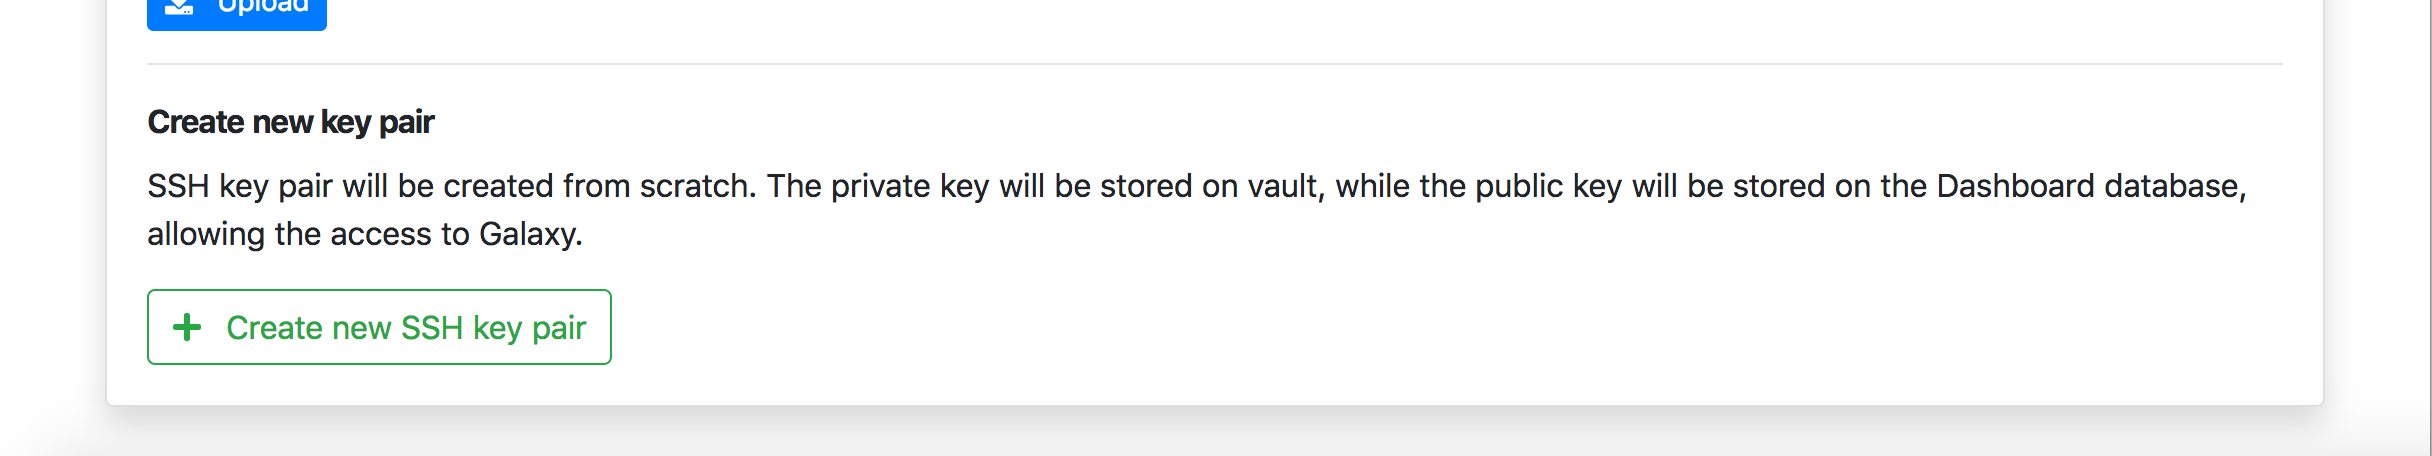 Upload
Create new key pair
SSH key pair will be created from scratch. The private key will be stored on vault, while the public key will be stored on the Dashboard database,
allowing the access to Galaxy.
Create new SSH key pair